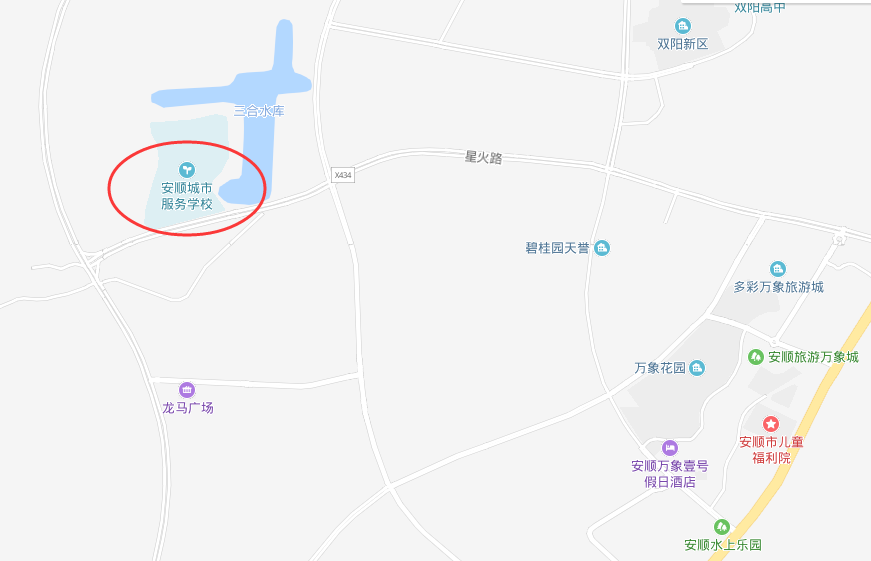 双阳高中
双阳新区
三合水库
星火路
X434
安顺城市
服务学校
碧桂园天誉
多彩万象旅游城
安顺旅游万象城
万象花园
龙马广场
安顺市儿童
福利院
安顺万象壹号
假日酒店
安顺水上乐园